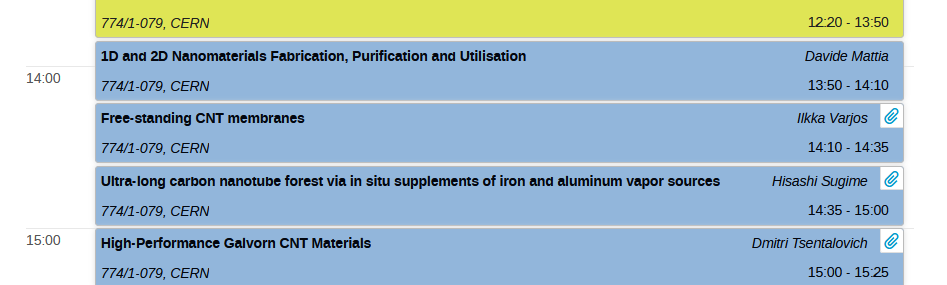 774/1-079, CERN 12:20 - 13:50
1D and 2D Nanomaterials Fabrication, Purification and Utilisation Davide Mattia
14:00
774/1-079, CERN 13:50 - 14:10
Free-standing CNT membranes Ilkka Varjos
774/1-079, CERN 14:10 - 14:35
Ultra-long carbon nanotube forest via in situ supplements of iron and aluminum vapor sources Hisashi Sugime
774/1-079, CERN 14:35 - 15:00
15:00
High-Performance Galvorn CNT Materials Dmitri Tsentalovich
774/1-079, CERN 15:00 - 15:25